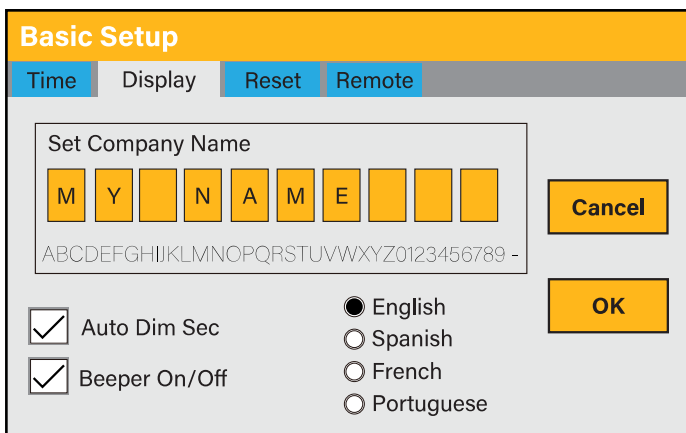 Basic Setup
Time Display Reset Remote
Set Company Name
M Y N A M E
ABCDEFGHIJKLMNOPQRSTUVWXYZ0123456789 -
Cancel
OK
Auto Dim Sec
Beeper On/Off
English
Spanish
French
Portuguese